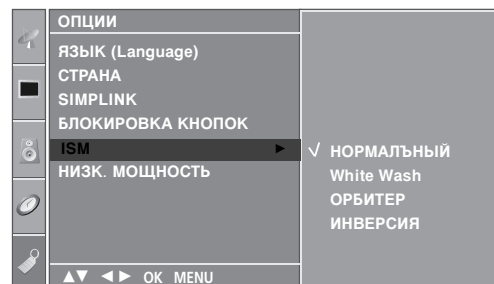 ОПЦИИ
ЯЗЫК (Language)
СТРАНА
SIMPLINK
БЛОКИРОВКА КНОПОК
ISM ►
НИЗК. МОЩНОСТЬ
√ НОРМАЛЪНЫЙ
White Wash
ОРБИТЕР
ИНВЕРСИЯ
▲▼ ◄► OK MENU